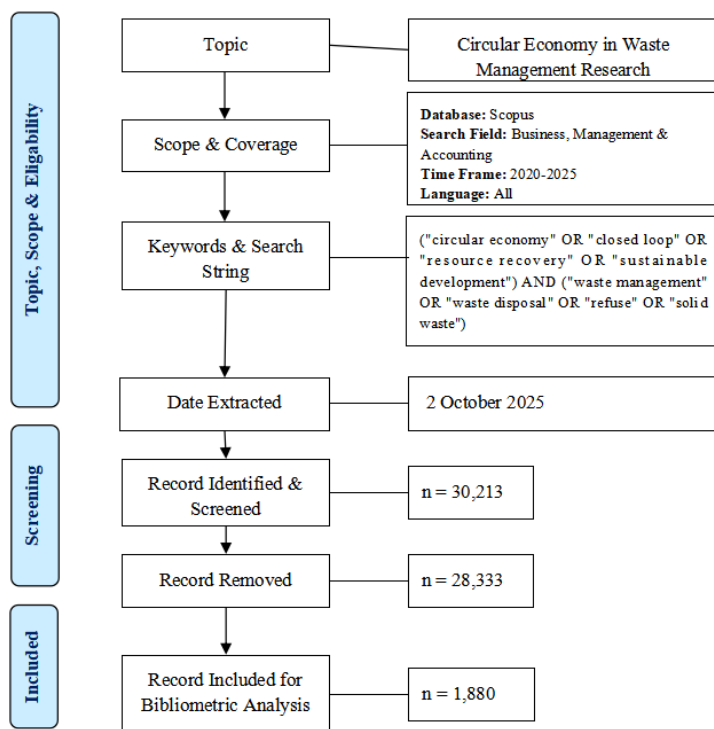 Topic, Scope & Eligability
Topic
Circular Economy in Waste
Management Research
Scope & Coverage
Database: Scopus
Search Field: Business, Management &
Accounting
Time Frame: 2020-2025
Language: All
Keywords & Search
String
("circular economy" OR "closed loop" OR
"resource recovery" OR "sustainable
development") AND ("waste management"
OR "waste disposal" OR "refuse" OR "solid
waste")
Date Extracted
2 October 2025
Screening
Record Identified &
Screened
n = 30,213
Record Removed
n = 28,333
Included
Record Included for
Bibliometric Analysis
n = 1,880